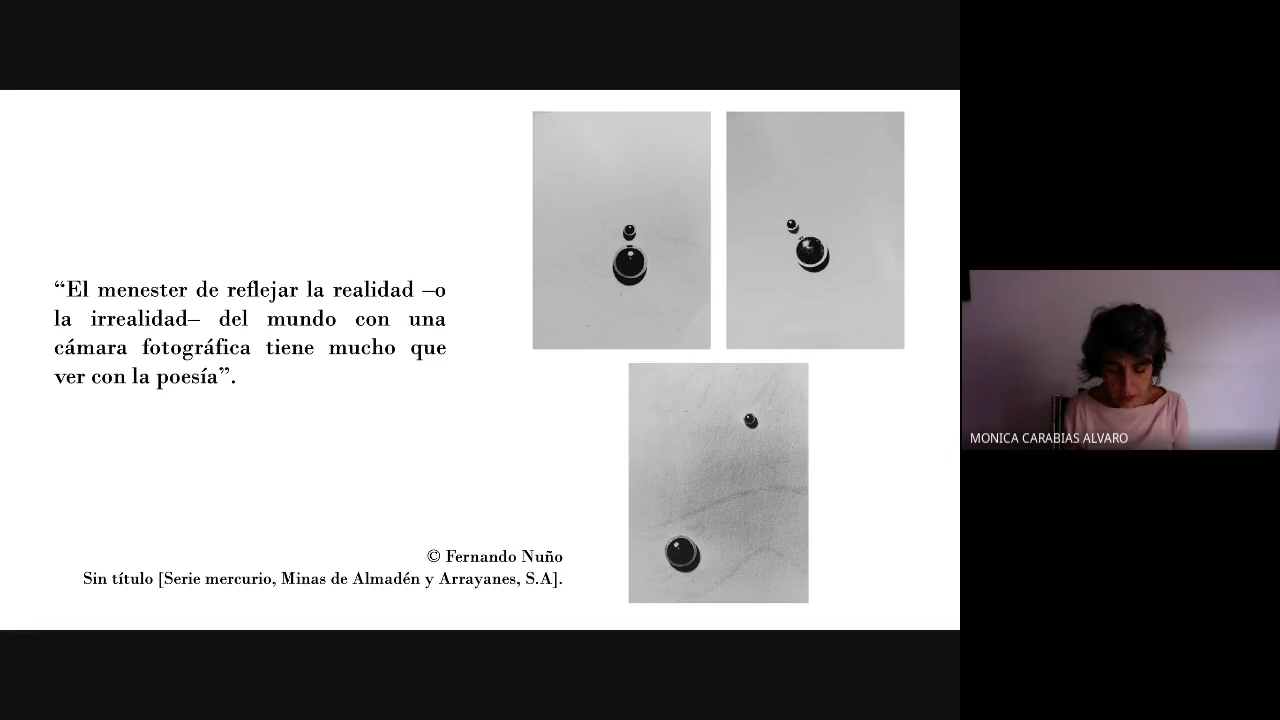 “El menester de reflejar la realidad –o
la irrealidad– del mundo con una
cámara fotográfica tiene mucho que
ver con la poesía”.
© Fernando Nuño
Sin título [Serie mercurio, Minas de Almadén y Arrayanes, S.A].
MONICA CARABIAS ALVARO